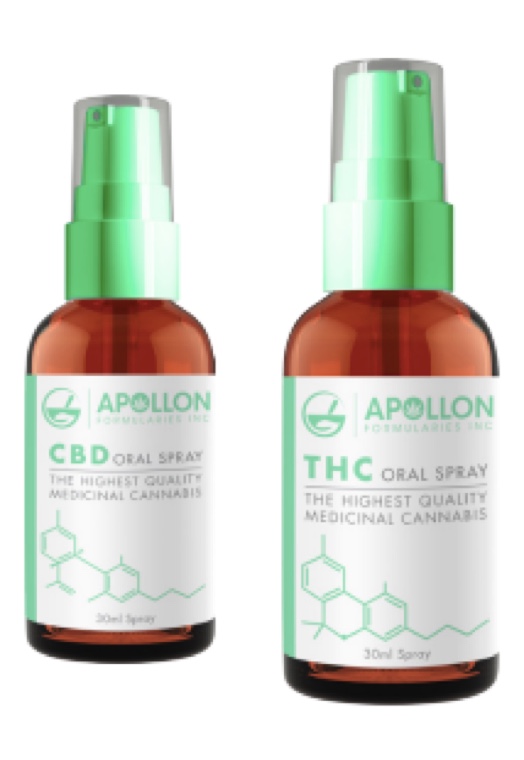 APOLLON
FORMULARIES INC
CBD ORAL SPRAY
THE HIGHEST QUALITY
MEDICINAL CANNABIS
30ml Spray
APOLLON
FORMULARIES INC
THC ORAL SPRAY
THE HIGHEST QUALITY
MEDICINAL CANNABIS
30ml Spray